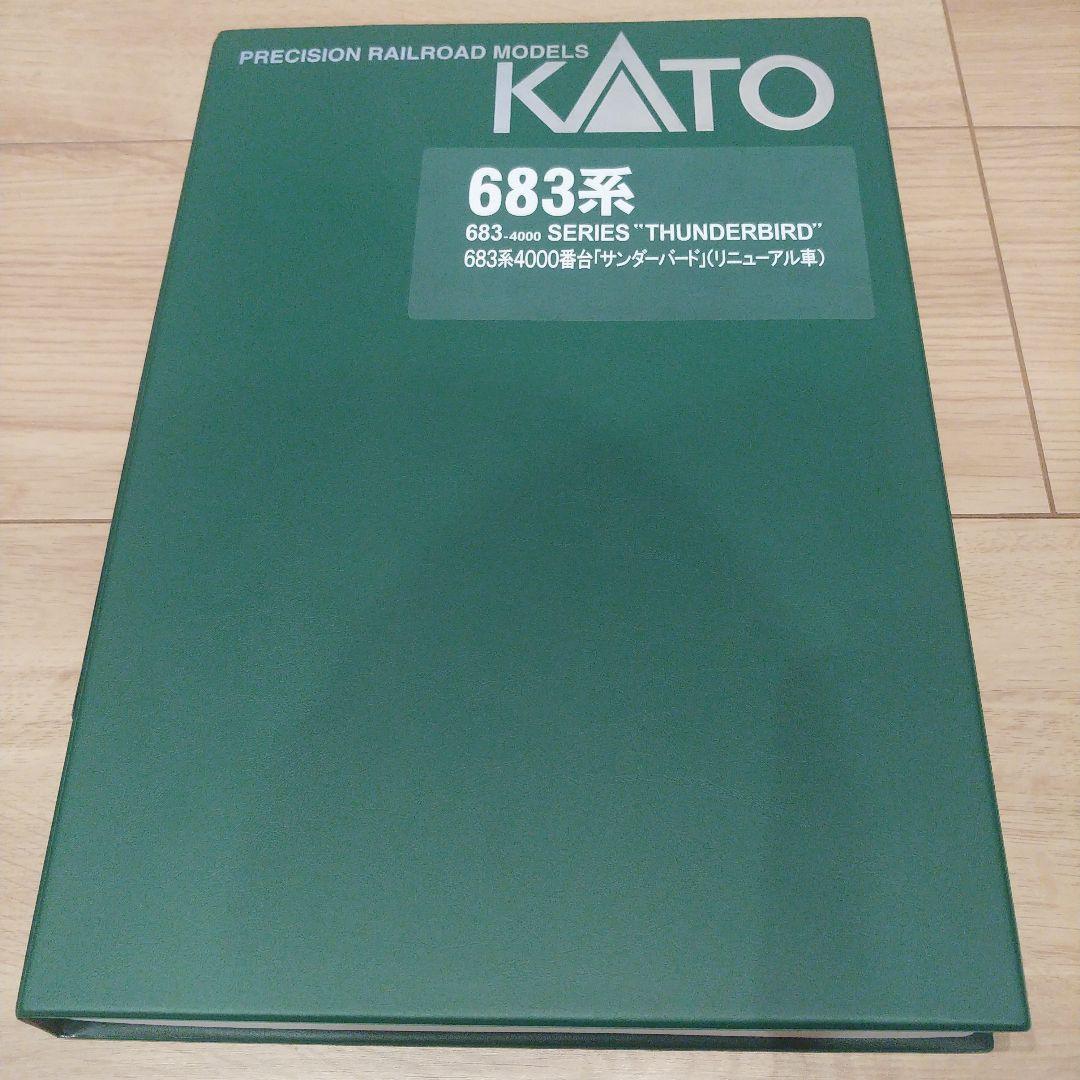 PRECISION RAILROAD MODELS
KATO
683系
683-4000 SERIES "THUNDERBIRD"
683系4000番台「サンダーバード」(リニューアル車)